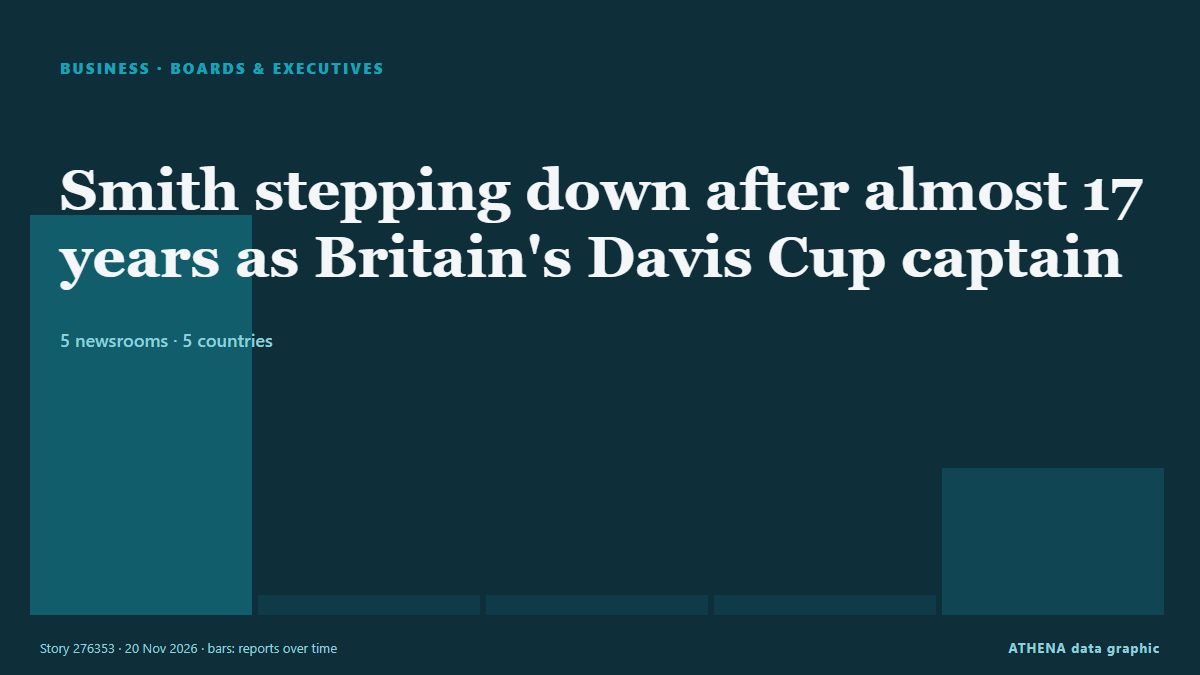 BUSINESS · BOARDS & EXECUTIVES
Smith stepping down after almost 17
years as Britain's Davis Cup captain
5 newsrooms · 5 countries
Story 276353 · 20 Nov 2026 · bars: reports over time
ATHENA data graphic